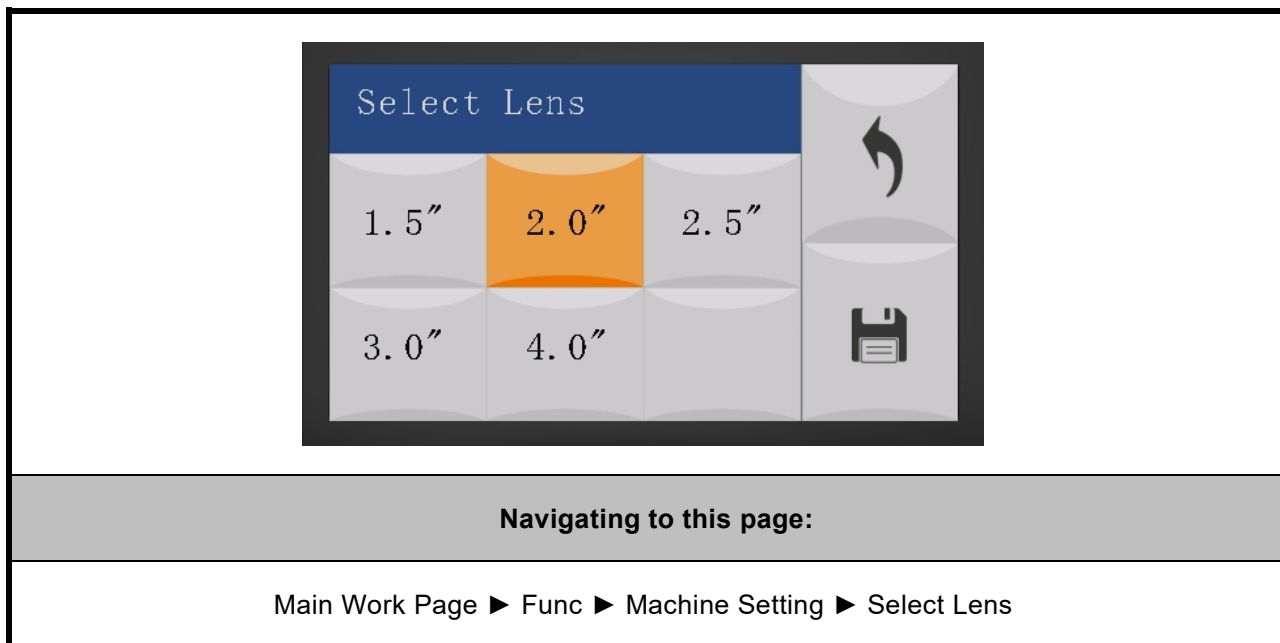 Select Lens
1.5″ 2.0″ 2.5″
3.0″ 4.0″
Navigating to this page:
Main Work Page ► Func ► Machine Setting ► Select Lens